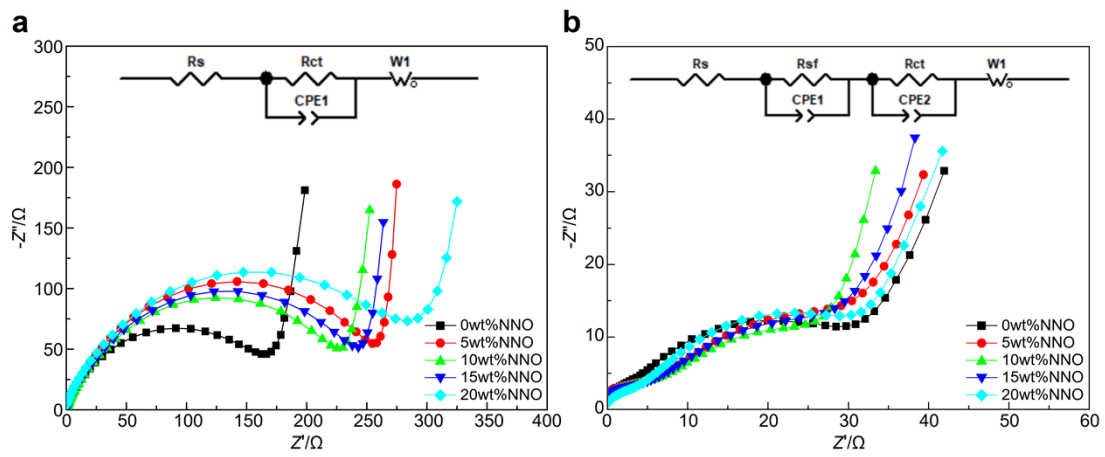 a
300
250
200
150
100
50
0
0
50
100
150
200
250
300
350
400
-Z''/Ω
Z'/Ω
Rs
Rct
W1
CPE1
0wt%NNO
5wt%NNO
10wt%NNO
15wt%NNO
20wt%NNO
b
50
40
30
20
10
0
0
10
20
30
40
50
60
-Z''/Ω
Z'/Ω
Rs
Rsf
Rct
W1
CPE1
CPE2
0wt%NNO
5wt%NNO
10wt%NNO
15wt%NNO
20wt%NNO